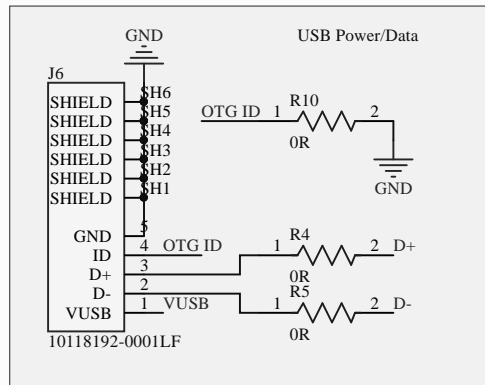 GND
USB Power/Data
J6
SHIELD SH6
SHIELD SH5
SHIELD SH4
SHIELD SH3
SHIELD SH2
SHIELD SH1
GND 5
ID 4 OTG ID
D+ 3
D- 2
VUSB 1 VUSB
10118192-0001LF
OTG ID 1 R10 2
0R
GND
1 R4 2 D+
0R
1 R5 2 D-
0R